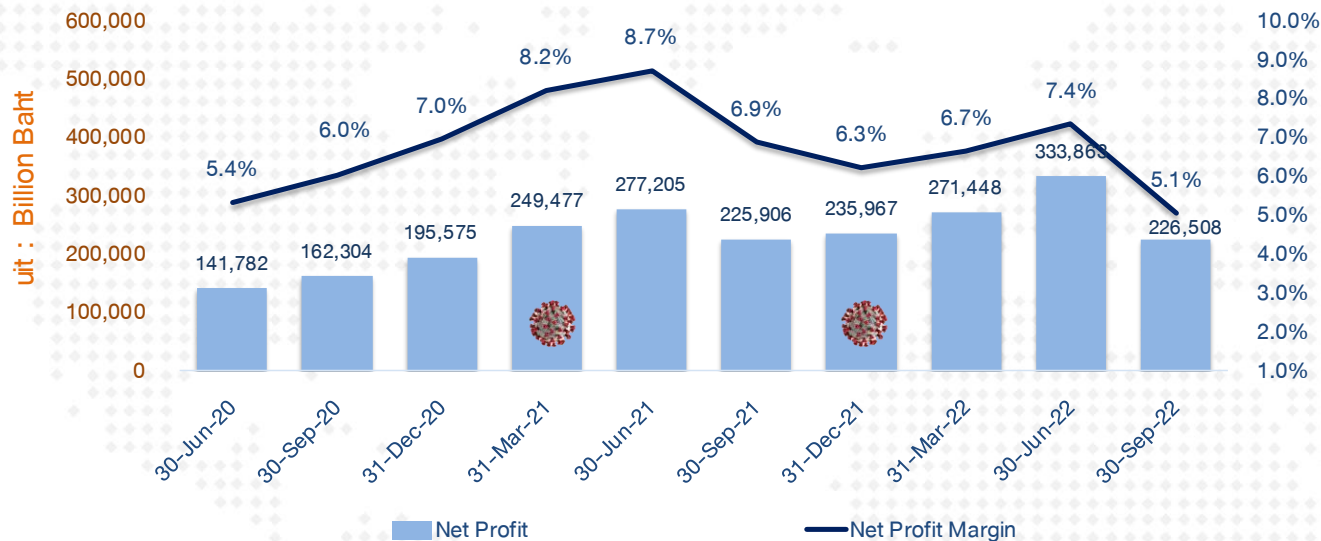 uit : Billion Baht
600,000
500,000
400,000
300,000
200,000
100,000
0
10.0%
9.0%
8.0%
7.0%
6.0%
5.0%
4.0%
3.0%
2.0%
1.0%
5.4%
6.0%
7.0%
8.2%
8.7%
6.9%
6.3%
6.7%
7.4%
5.1%
141,782
162,304
195,575
249,477
277,205
225,906
235,967
271,448
333,863
226,508
30-Jun-20
30-Sep-20
31-Dec-20
31-Mar-21
30-Jun-21
30-Sep-21
31-Dec-21
31-Mar-22
30-Jun-22
30-Sep-22
Net Profit
Net Profit Margin